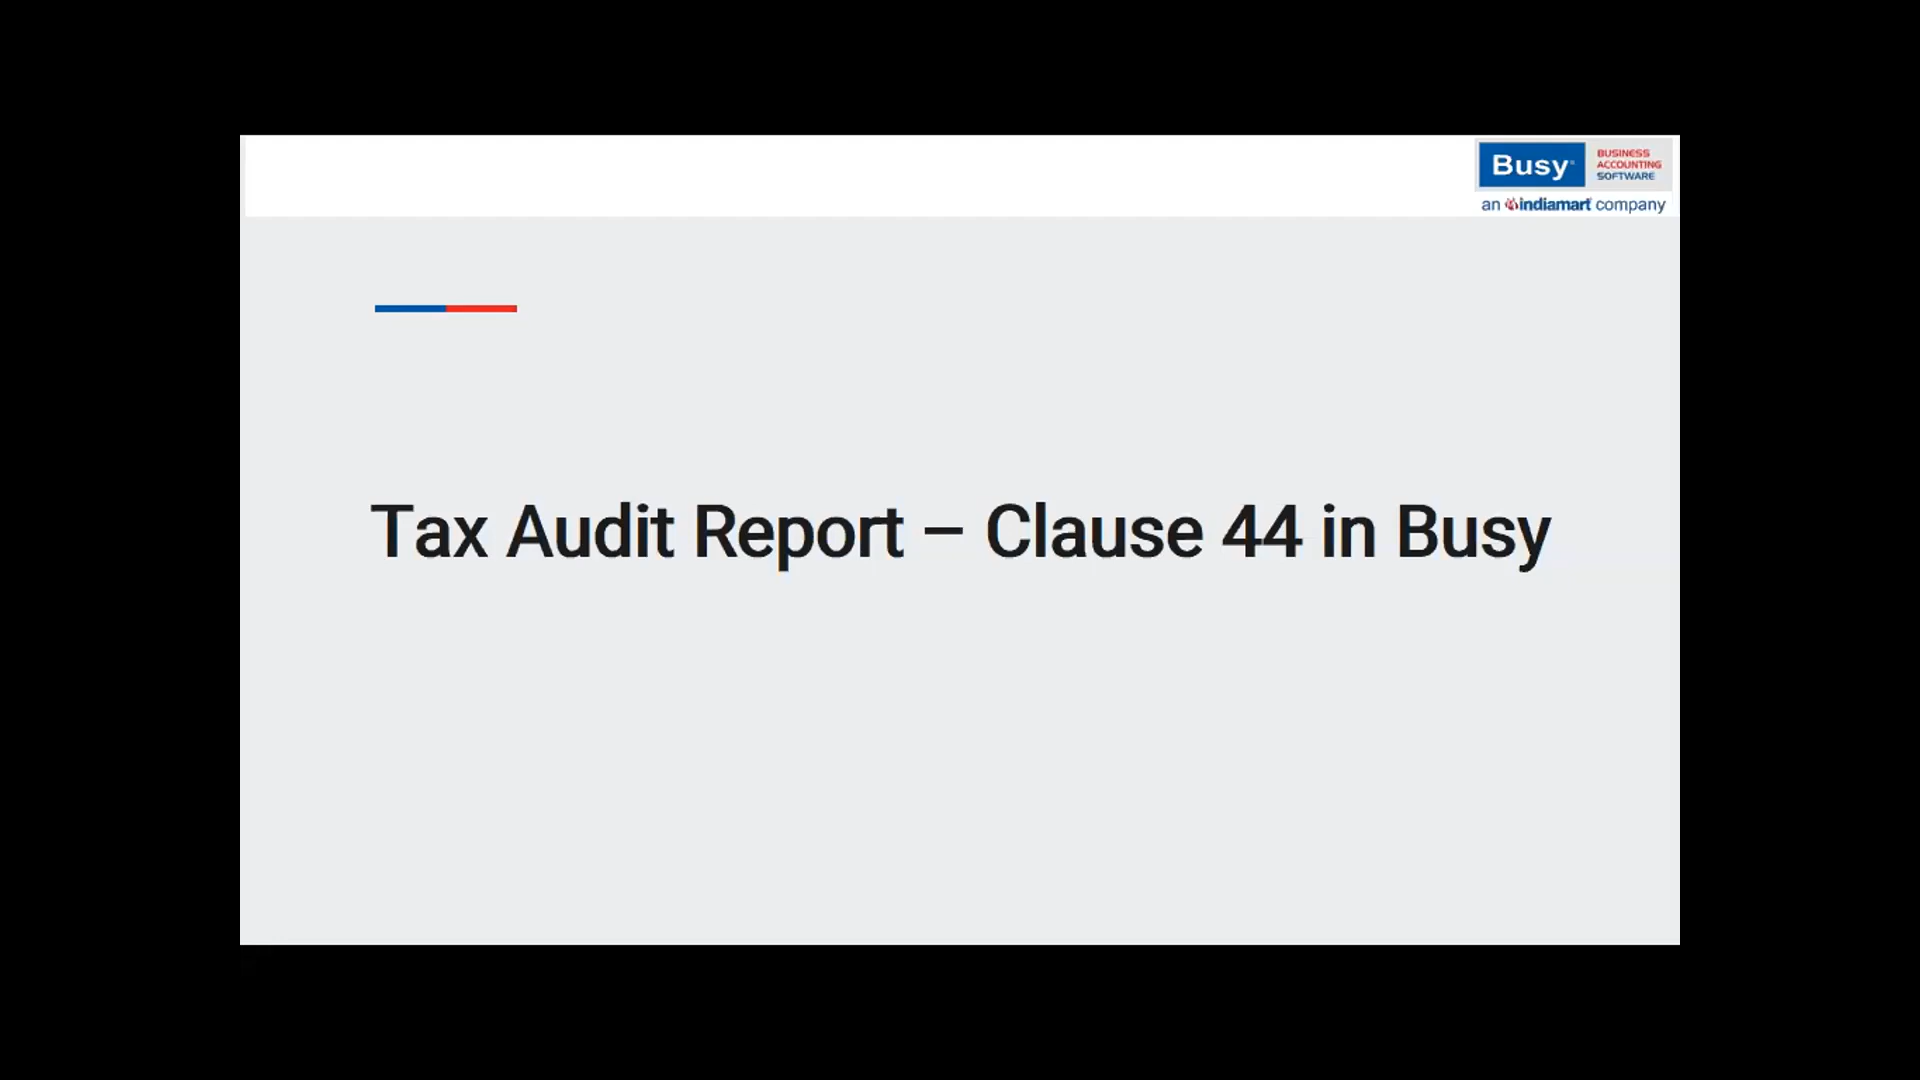 Busy
BUSINESS
ACCOUNTING
SOFTWARE
an indiamart company
Tax Audit Report – Clause 44 in Busy